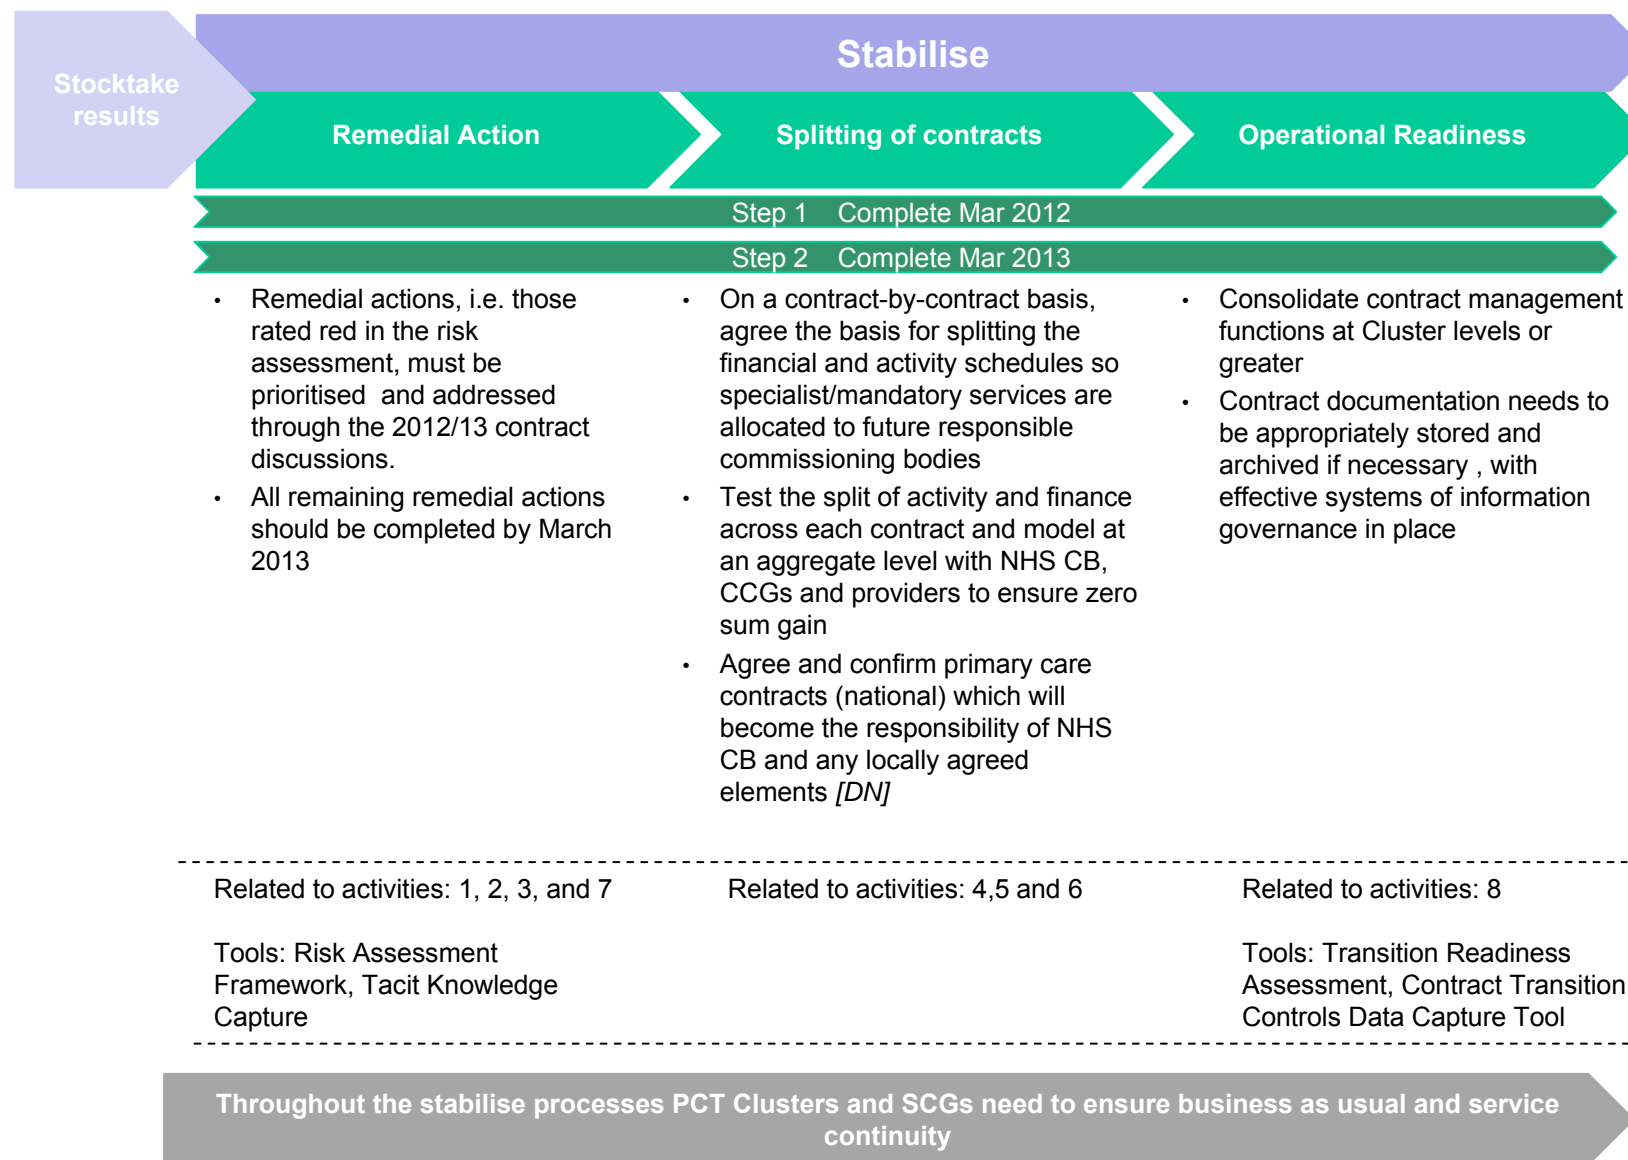 Stabilise
Stocktake
results
Remedial Action
Splitting of contracts
Operational Readiness
Step 1 Complete Mar 2012
Step 2 Complete Mar 2013
• Remedial actions, i.e. those
rated red in the risk
assessment, must be
prioritised and addressed
through the 2012/13 contract
discussions.
• All remaining remedial actions
should be completed by March
2013
• On a contract-by-contract basis,
agree the basis for splitting the
financial and activity schedules so
specialist/mandatory services are
allocated to future responsible
commissioning bodies
• Test the split of activity and finance
across each contract and model at
an aggregate level with NHS CB,
CCGs and providers to ensure zero
sum gain
• Agree and confirm primary care
contracts (national) which will
become the responsibility of NHS
CB and any locally agreed
elements [DN]
• Consolidate contract management
functions at Cluster levels or
greater
• Contract documentation needs to
be appropriately stored and
archived if necessary , with
effective systems of information
governance in place
Related to activities: 1, 2, 3, and 7
Tools: Risk Assessment
Framework, Tacit Knowledge
Capture
Related to activities: 4,5 and 6
Related to activities: 8
Tools: Transition Readiness
Assessment, Contract Transition
Controls Data Capture Tool
Throughout the stabilise processes PCT Clusters and SCGs need to ensure business as usual and service
continuity